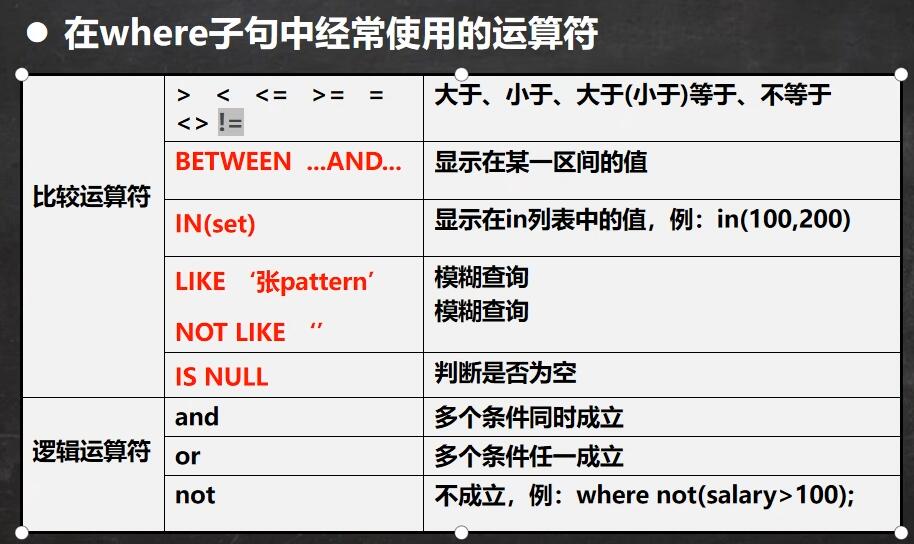 在where子句中经常使用的运算符
比较运算符
> < <= >= =
<> !=
大于、小于、大于(小于)等于、不等于
BETWEEN ...AND...
显示在某一区间的值
IN(set)
显示在in列表中的值，例：in(100,200)
LIKE ‘张pattern’
模糊查询
NOT LIKE ‘’
模糊查询
IS NULL
判断是否为空
逻辑运算符
and
多个条件同时成立
or
多个条件任一成立
not
不成立，例：where not(salary>100);